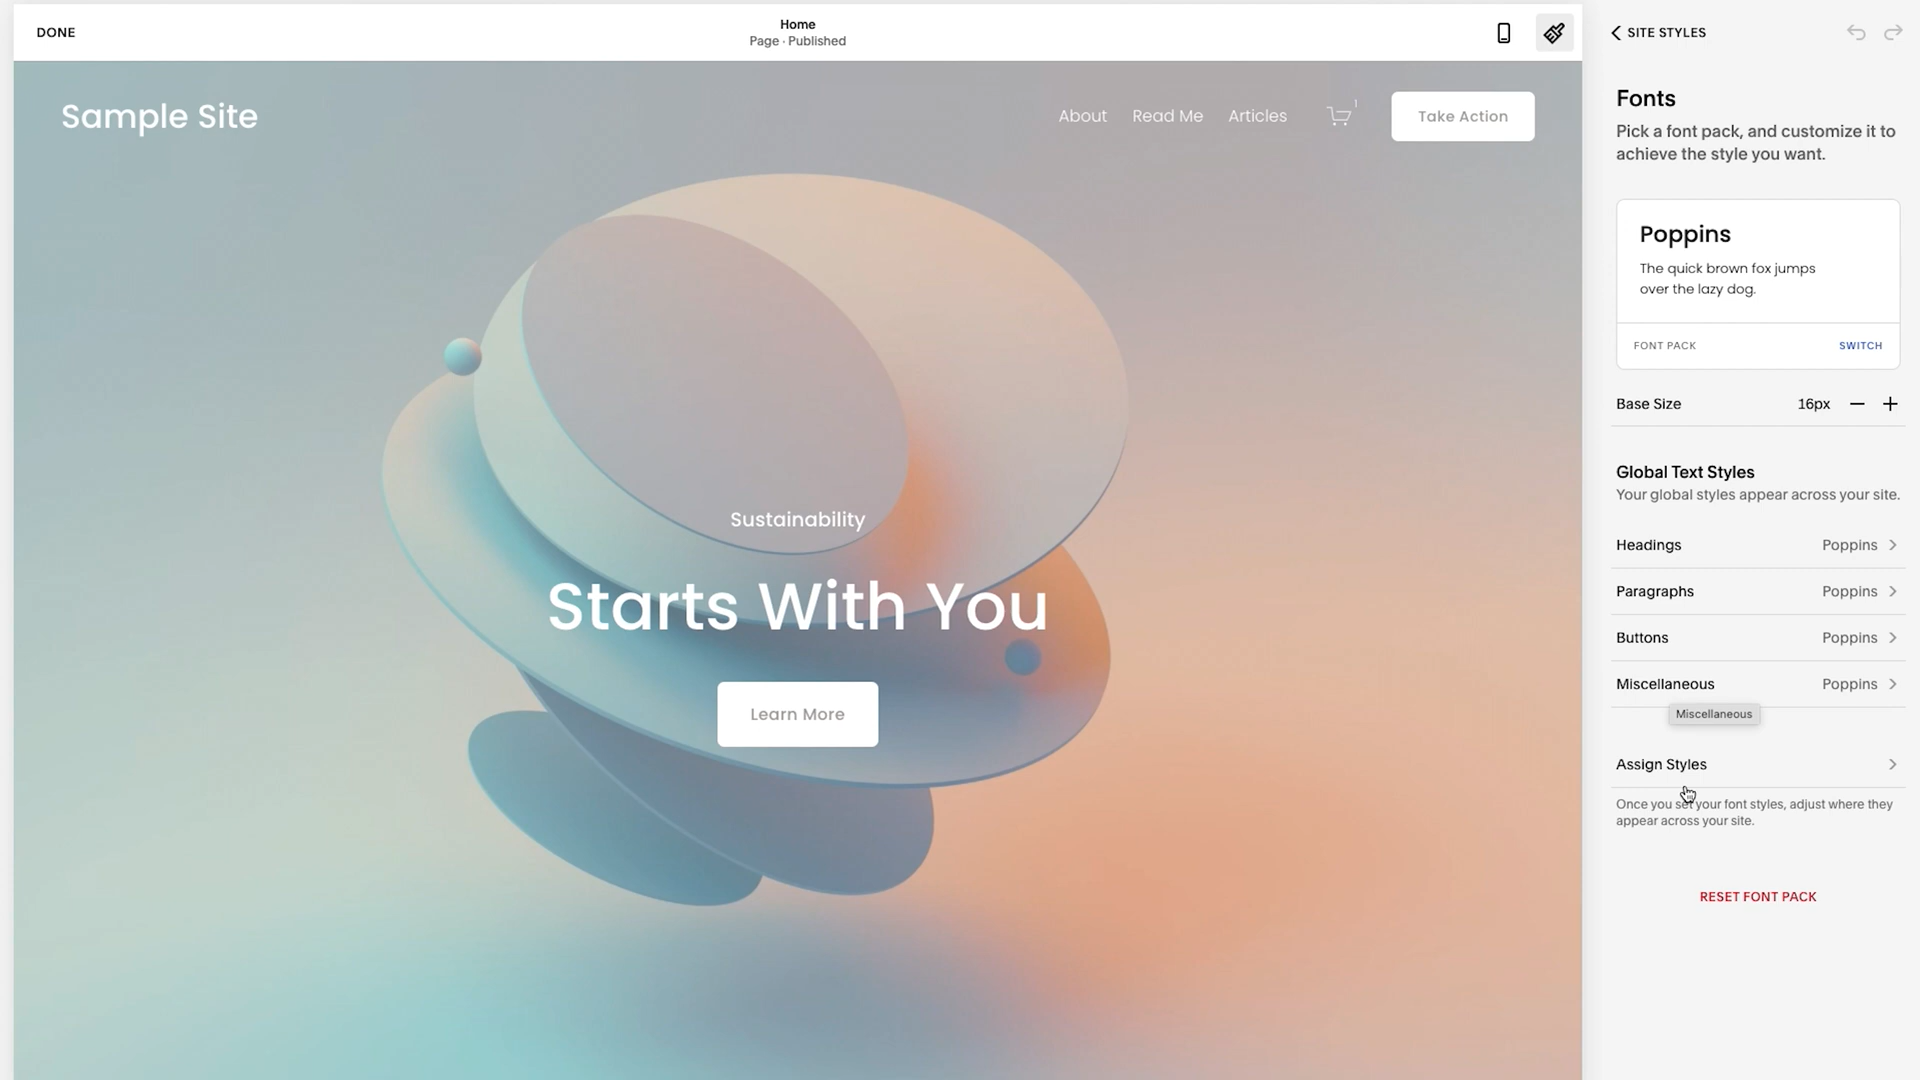 DONE
Home
Page · Published
SITE STYLES
Sample Site
About
Read Me
Articles
1
Take Action
Sustainability
Starts With You
Learn More
Fonts
Pick a font pack, and customize it to
achieve the style you want.
Poppins
The quick brown fox jumps
over the lazy dog.
FONT PACK
SWITCH
Base Size
16px
Global Text Styles
Your global styles appear across your site.
Headings
Poppins
Paragraphs
Poppins
Buttons
Poppins
Miscellaneous
Poppins
Miscellaneous
Assign Styles
Once you set your font styles, adjust where they
appear across your site.
RESET FONT PACK